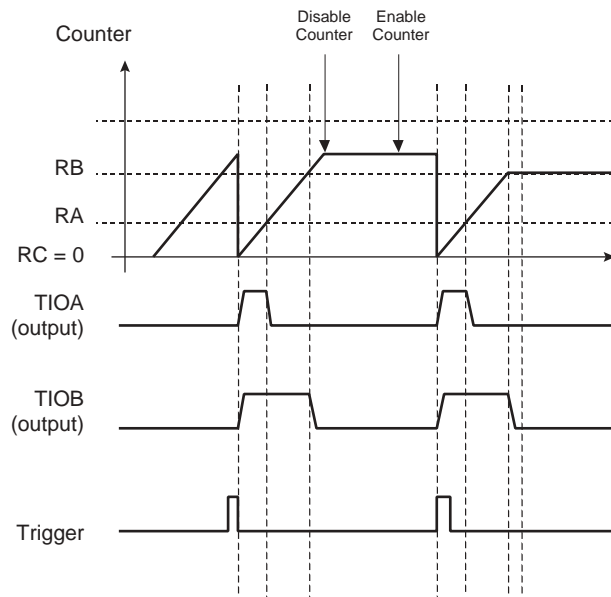 Disable
Counter
Enable
Counter
Counter
RB
RA
RC = 0
TIOA
(output)
TIOB
(output)
Trigger